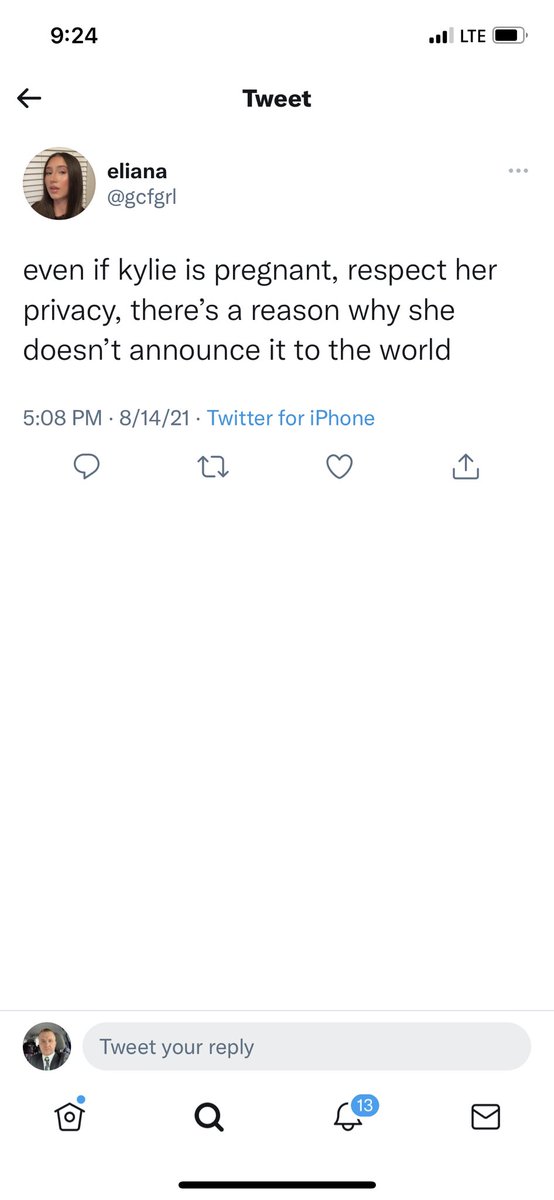 9:24 LTE
Tweet
eliana
@gcfgrl
even if kylie is pregnant, respect her
privacy, there’s a reason why she
doesn’t announce it to the world
5:08 PM · 8/14/21 · Twitter for iPhone
Tweet your reply
13